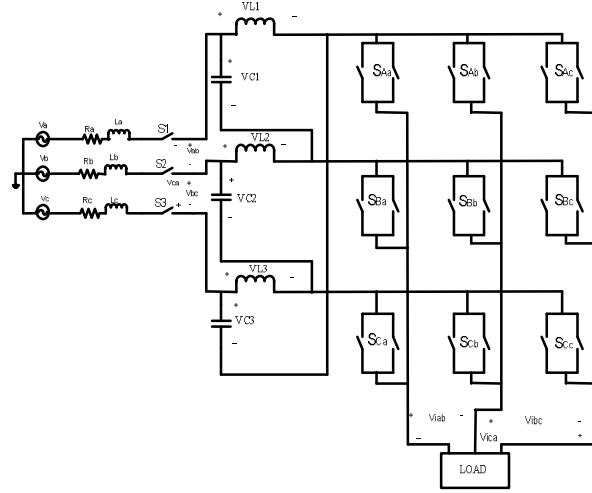 VL1
+ −
+
VC1
−
SAa SAb SAc
Va Ra La S1
− Vab +
Vb Rb Lb S2
Vca + Vbc −
Vc Rc Lc S3
+
+ VL2 −
+
VC2
−
SBa SBb SBc
+ VL3 −
+
VC3
−
SCa SCb SCc
+ Viab − + Vibc −
− Vica +
LOAD